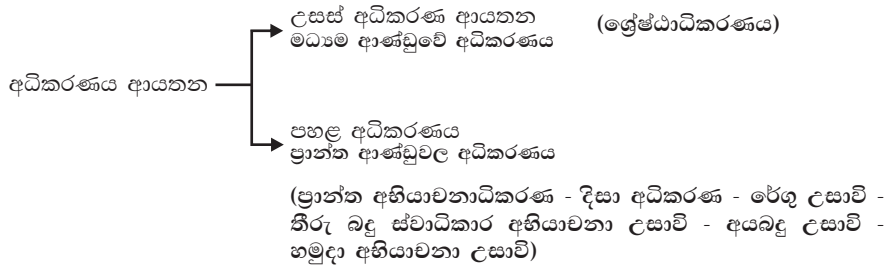 උසස් අධිකරණ ආයතන
මධ්‍යම ආණ්ඩුවේ අධිකරණය
(ශ්‍රේෂ්ඨාධිකරණය)
අධිකරණය ආයතන
පහළ අධිකරණය
ප්‍රාන්ත ආණ්ඩුවල අධිකරණය
(ප්‍රාන්ත අභියාචනාධිකරණ - දිසා අධිකරණ - රේගු උසාවි -
තීරු බදු ස්වාධිකාර අභියාචනා උසාවි - අයබදු උසාවි -
හමුදා අභියාචනා උසාවි)